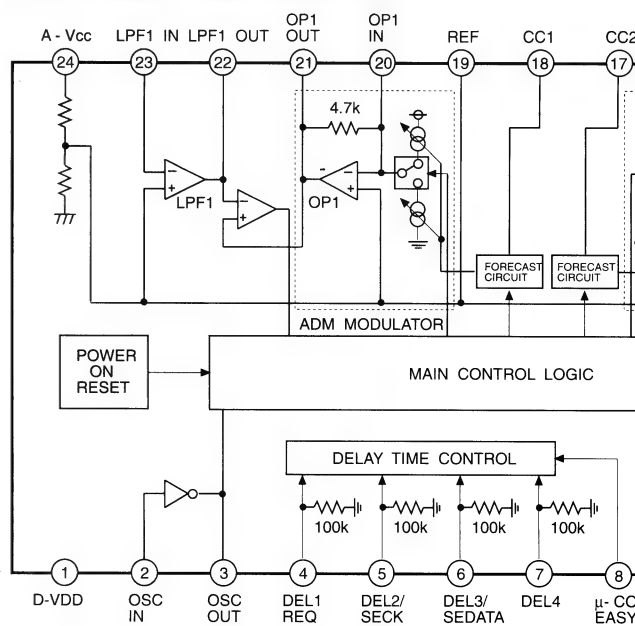 A - Vcc LPF1 IN LPF1 OUT OP1 OUT OP1 IN REF CC1 CC2
24 23 22 21 20 19 18 17
4.7k
LPF1
OP1
FORECAST CIRCUIT
FORECAST CIRCUIT
ADM MODULATOR
POWER
ON
RESET
MAIN CONTROL LOGIC
DELAY TIME CONTROL
100k 100k 100k 100k
1 2 3 4 5 6 7 8
D-VDD OSC IN OSC OUT DEL1 REQ DEL2/ SECK DEL3/ SEDATA DEL4 μ- CO EASY